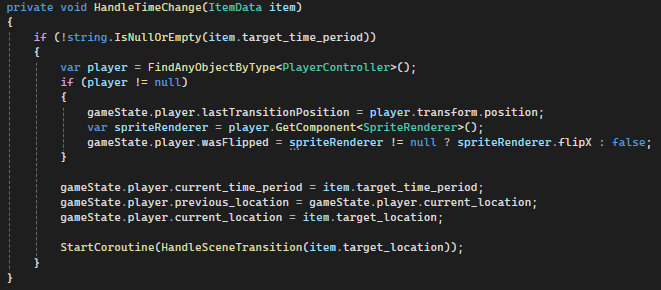 private void HandleTimeChange(ItemData item)
{
    if (!string.IsNullOrEmpty(item.target_time_period))
    {
        var player = FindAnyObjectByType<PlayerController>();
        if (player != null)
        {
            gameState.player.lastTransitionPosition = player.transform.position;
            var spriteRenderer = player.GetComponent<SpriteRenderer>();
            gameState.player.wasFlipped = spriteRenderer != null ? spriteRenderer.flipX : false;
        }

        gameState.player.current_time_period = item.target_time_period;
        gameState.player.previous_location = gameState.player.current_location;
        gameState.player.current_location = item.target_location;

        StartCoroutine(HandleSceneTransition(item.target_location));
    }
}